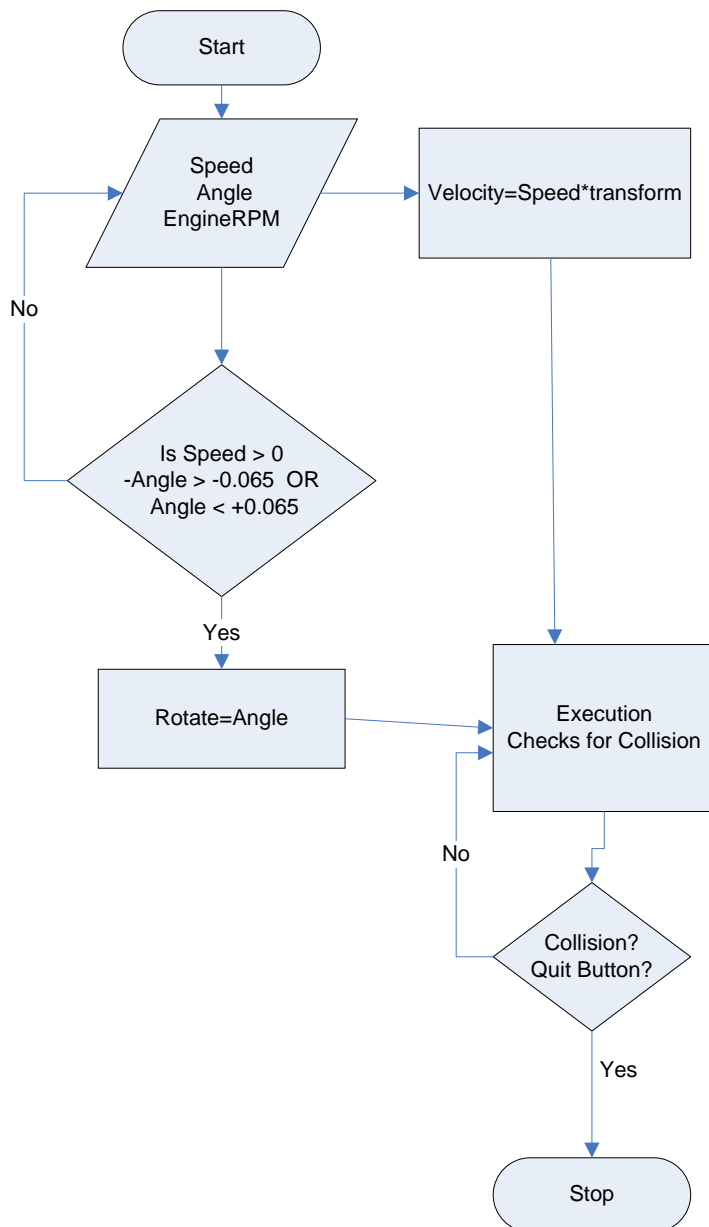 Start
Speed
Angle
EngineRPM
Velocity=Speed*transform
No
Is Speed > 0
-Angle > -0.065 OR
Angle < +0.065
Yes
Rotate=Angle
Execution
Checks for Collision
No
Collision?
Quit Button?
Yes
Stop